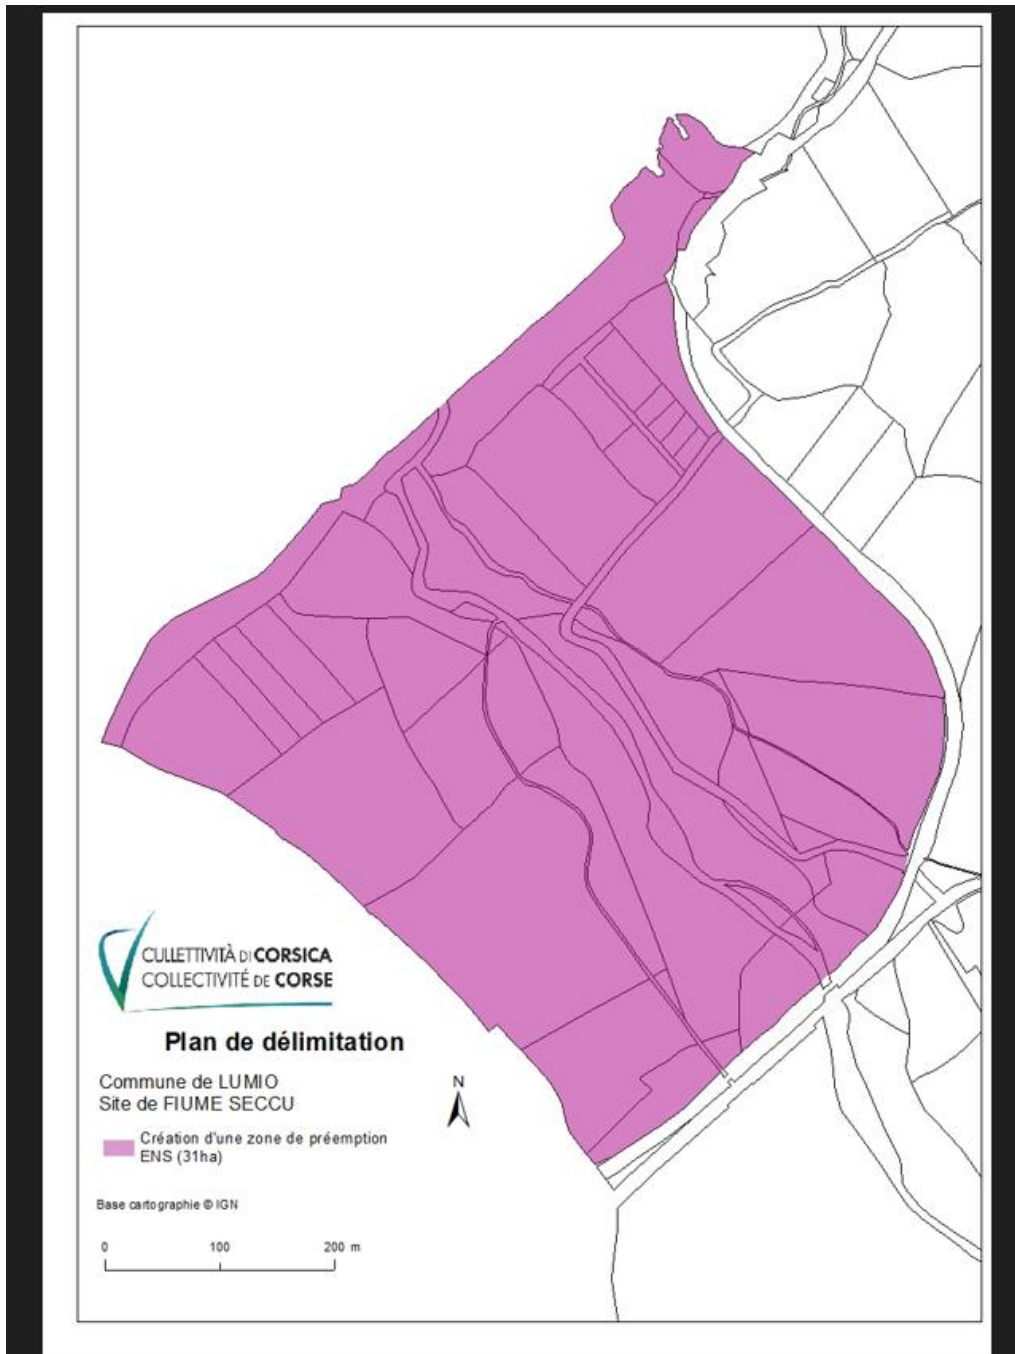 CULLETTIVITÀ DI CORSICA
COLLECTIVITÉ DE CORSE
Plan de délimitation
Commune de LUMIO
Site de FIUME SECCU
N
Création d'une zone de préemption
ENS (31ha)
Base cartographie © IGN
0 100 200 m